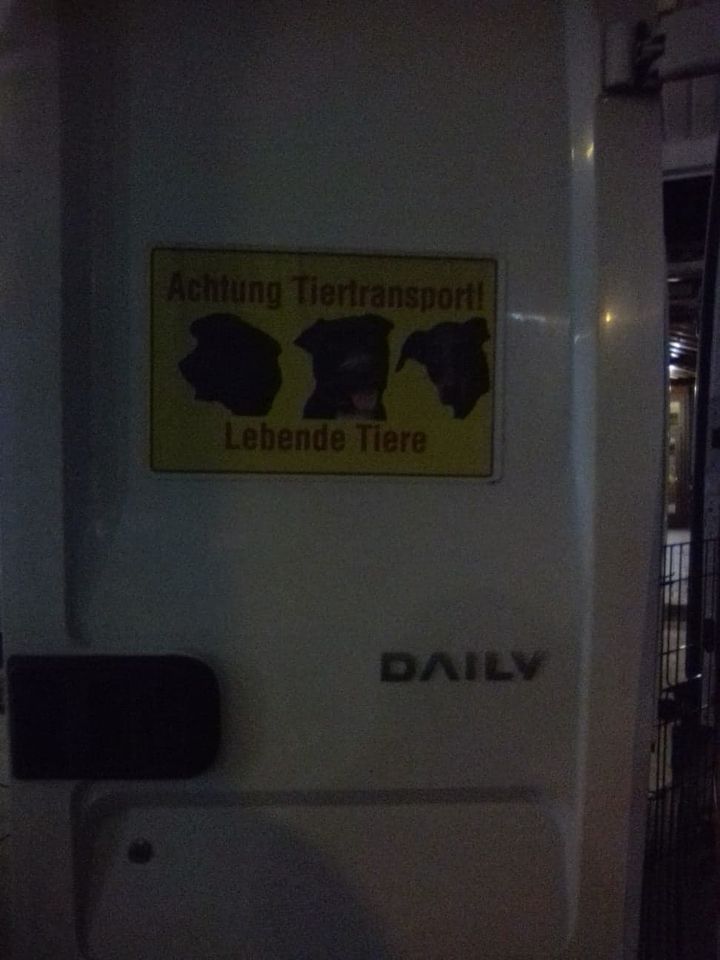 Achtung Tiertransport!
Lebende Tiere
DAILY